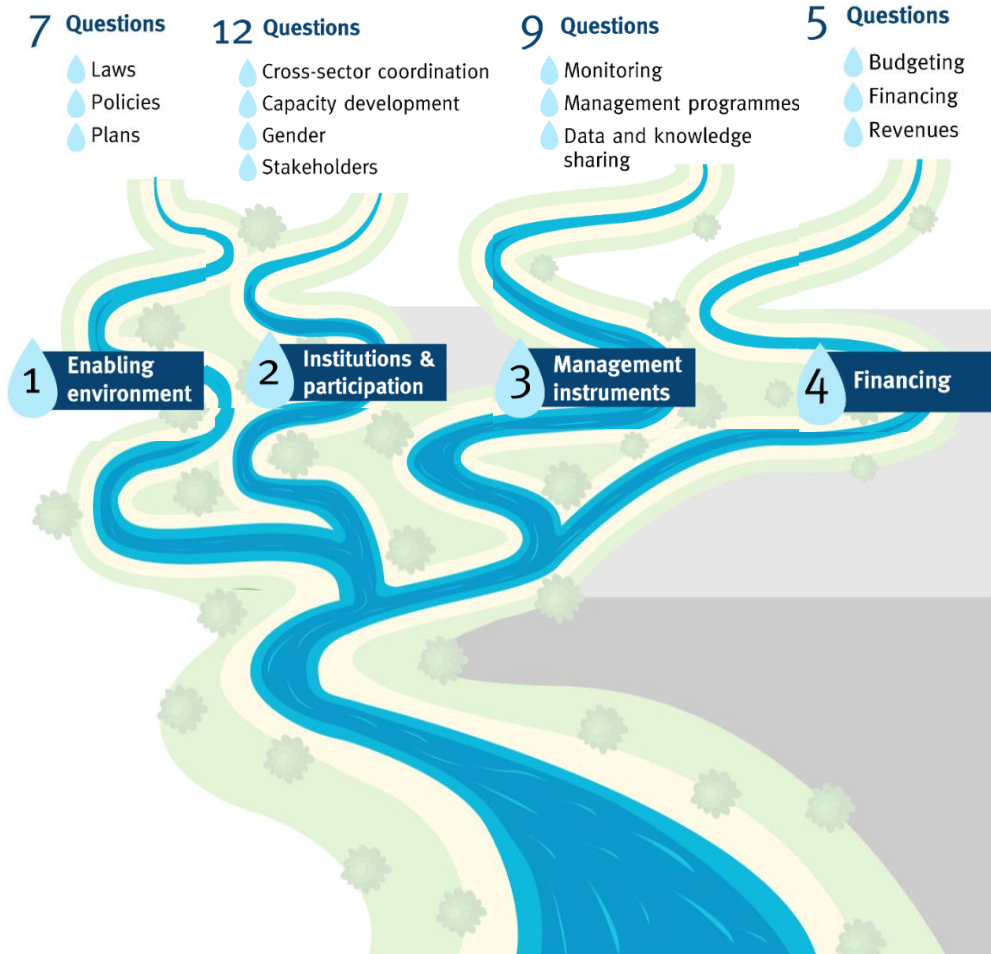 7 Questions
Laws
Policies
Plans
12 Questions
Cross-sector coordination
Capacity development
Gender
Stakeholders
9 Questions
Monitoring
Management programmes
Data and knowledge
sharing
5 Questions
Budgeting
Financing
Revenues
1 Enabling
environment
2 Institutions &
participation
3 Management
instruments
4 Financing